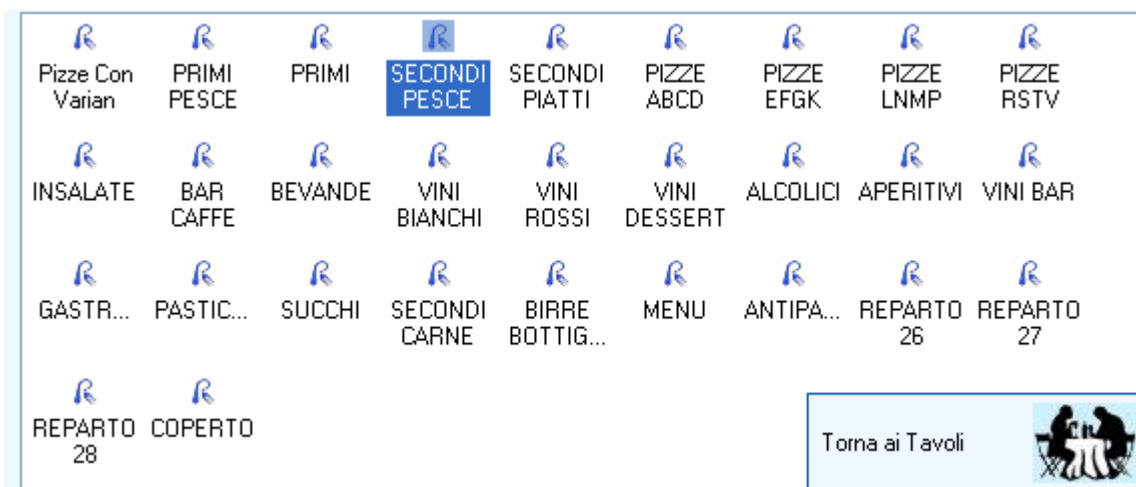 Pizze Con PRIMI PRIMI SECONDI SECONDI PIZZE PIZZE PIZZE PIZZE
Varian PESCE PESCE PIATTI ABCD EFGK LNMP RSTV
INSALATE BAR BEVANDE VINI VINI VINI ALCOLICI APERITIVI VINI BAR
CAFFE BIANCHI ROSSI DESSERT
GASTR... PASTIC... SUCCHI SECONDI BIRRE MENU ANTIPA... REPARTO REPARTO
CARNE BOTTIG... 26 27
REPARTO COPERTO
28
Torna ai Tavoli